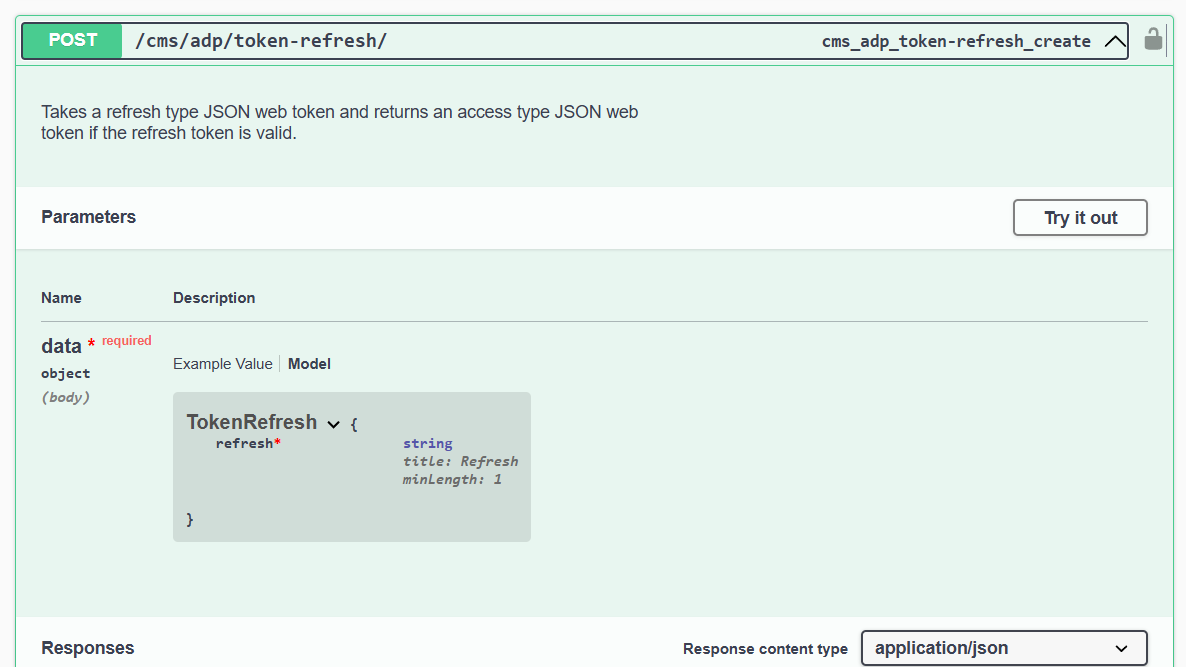 POST /cms/adp/token-refresh/ cms_adp_token-refresh_create
Takes a refresh type JSON web token and returns an access type JSON web
token if the refresh token is valid.
Parameters Try it out
Name Description
data * required
object
(body)
Example Value Model
TokenRefresh {
refresh* string
title: Refresh
minLength: 1
}
Responses Response content type application/json